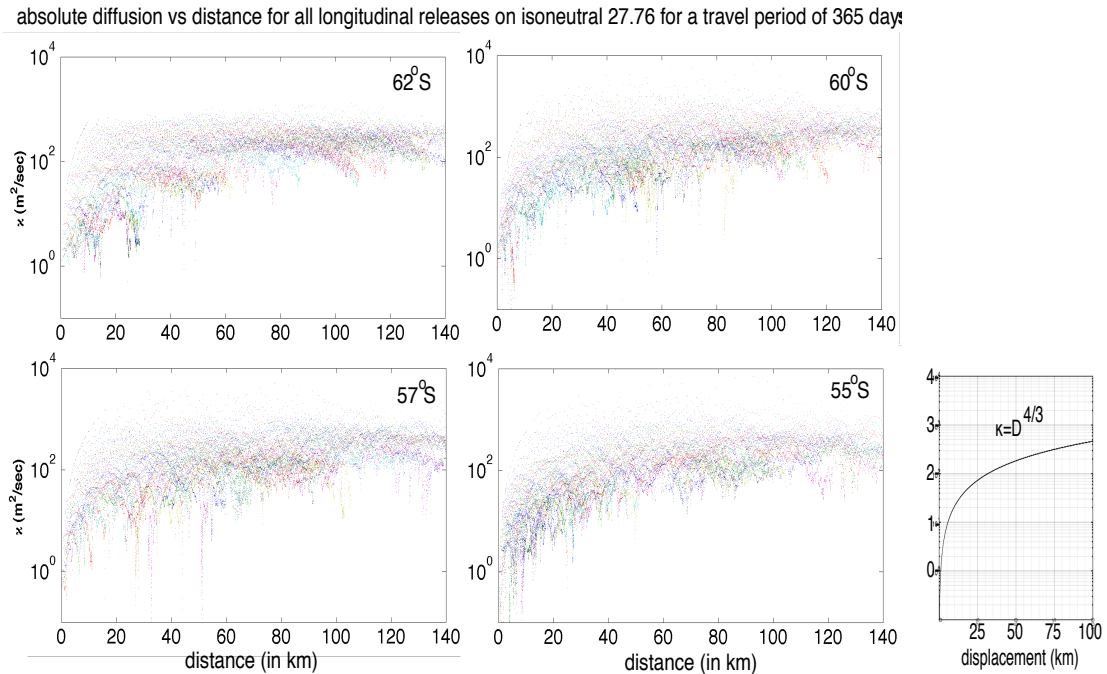 absolute diffusion vs distance for all longitudinal releases on isoneutral 27.76 for a travel period of 365 days
10^4
62°S
10^2
ϰ (m^2/sec)
10^0
0 20 40 60 80 100 120 140
10^4
60°S
10^2
10^0
0 20 40 60 80 100 120 140
10^4
57°S
10^2
ϰ (m^2/sec)
10^0
0 20 40 60 80 100 120 140
distance (in km)
10^4
55°S
10^2
10^0
0 20 40 60 80 100 120 140
distance (in km)
4
κ=D^4/3
3
2
1
0
25 50 75 100
displacement (km)